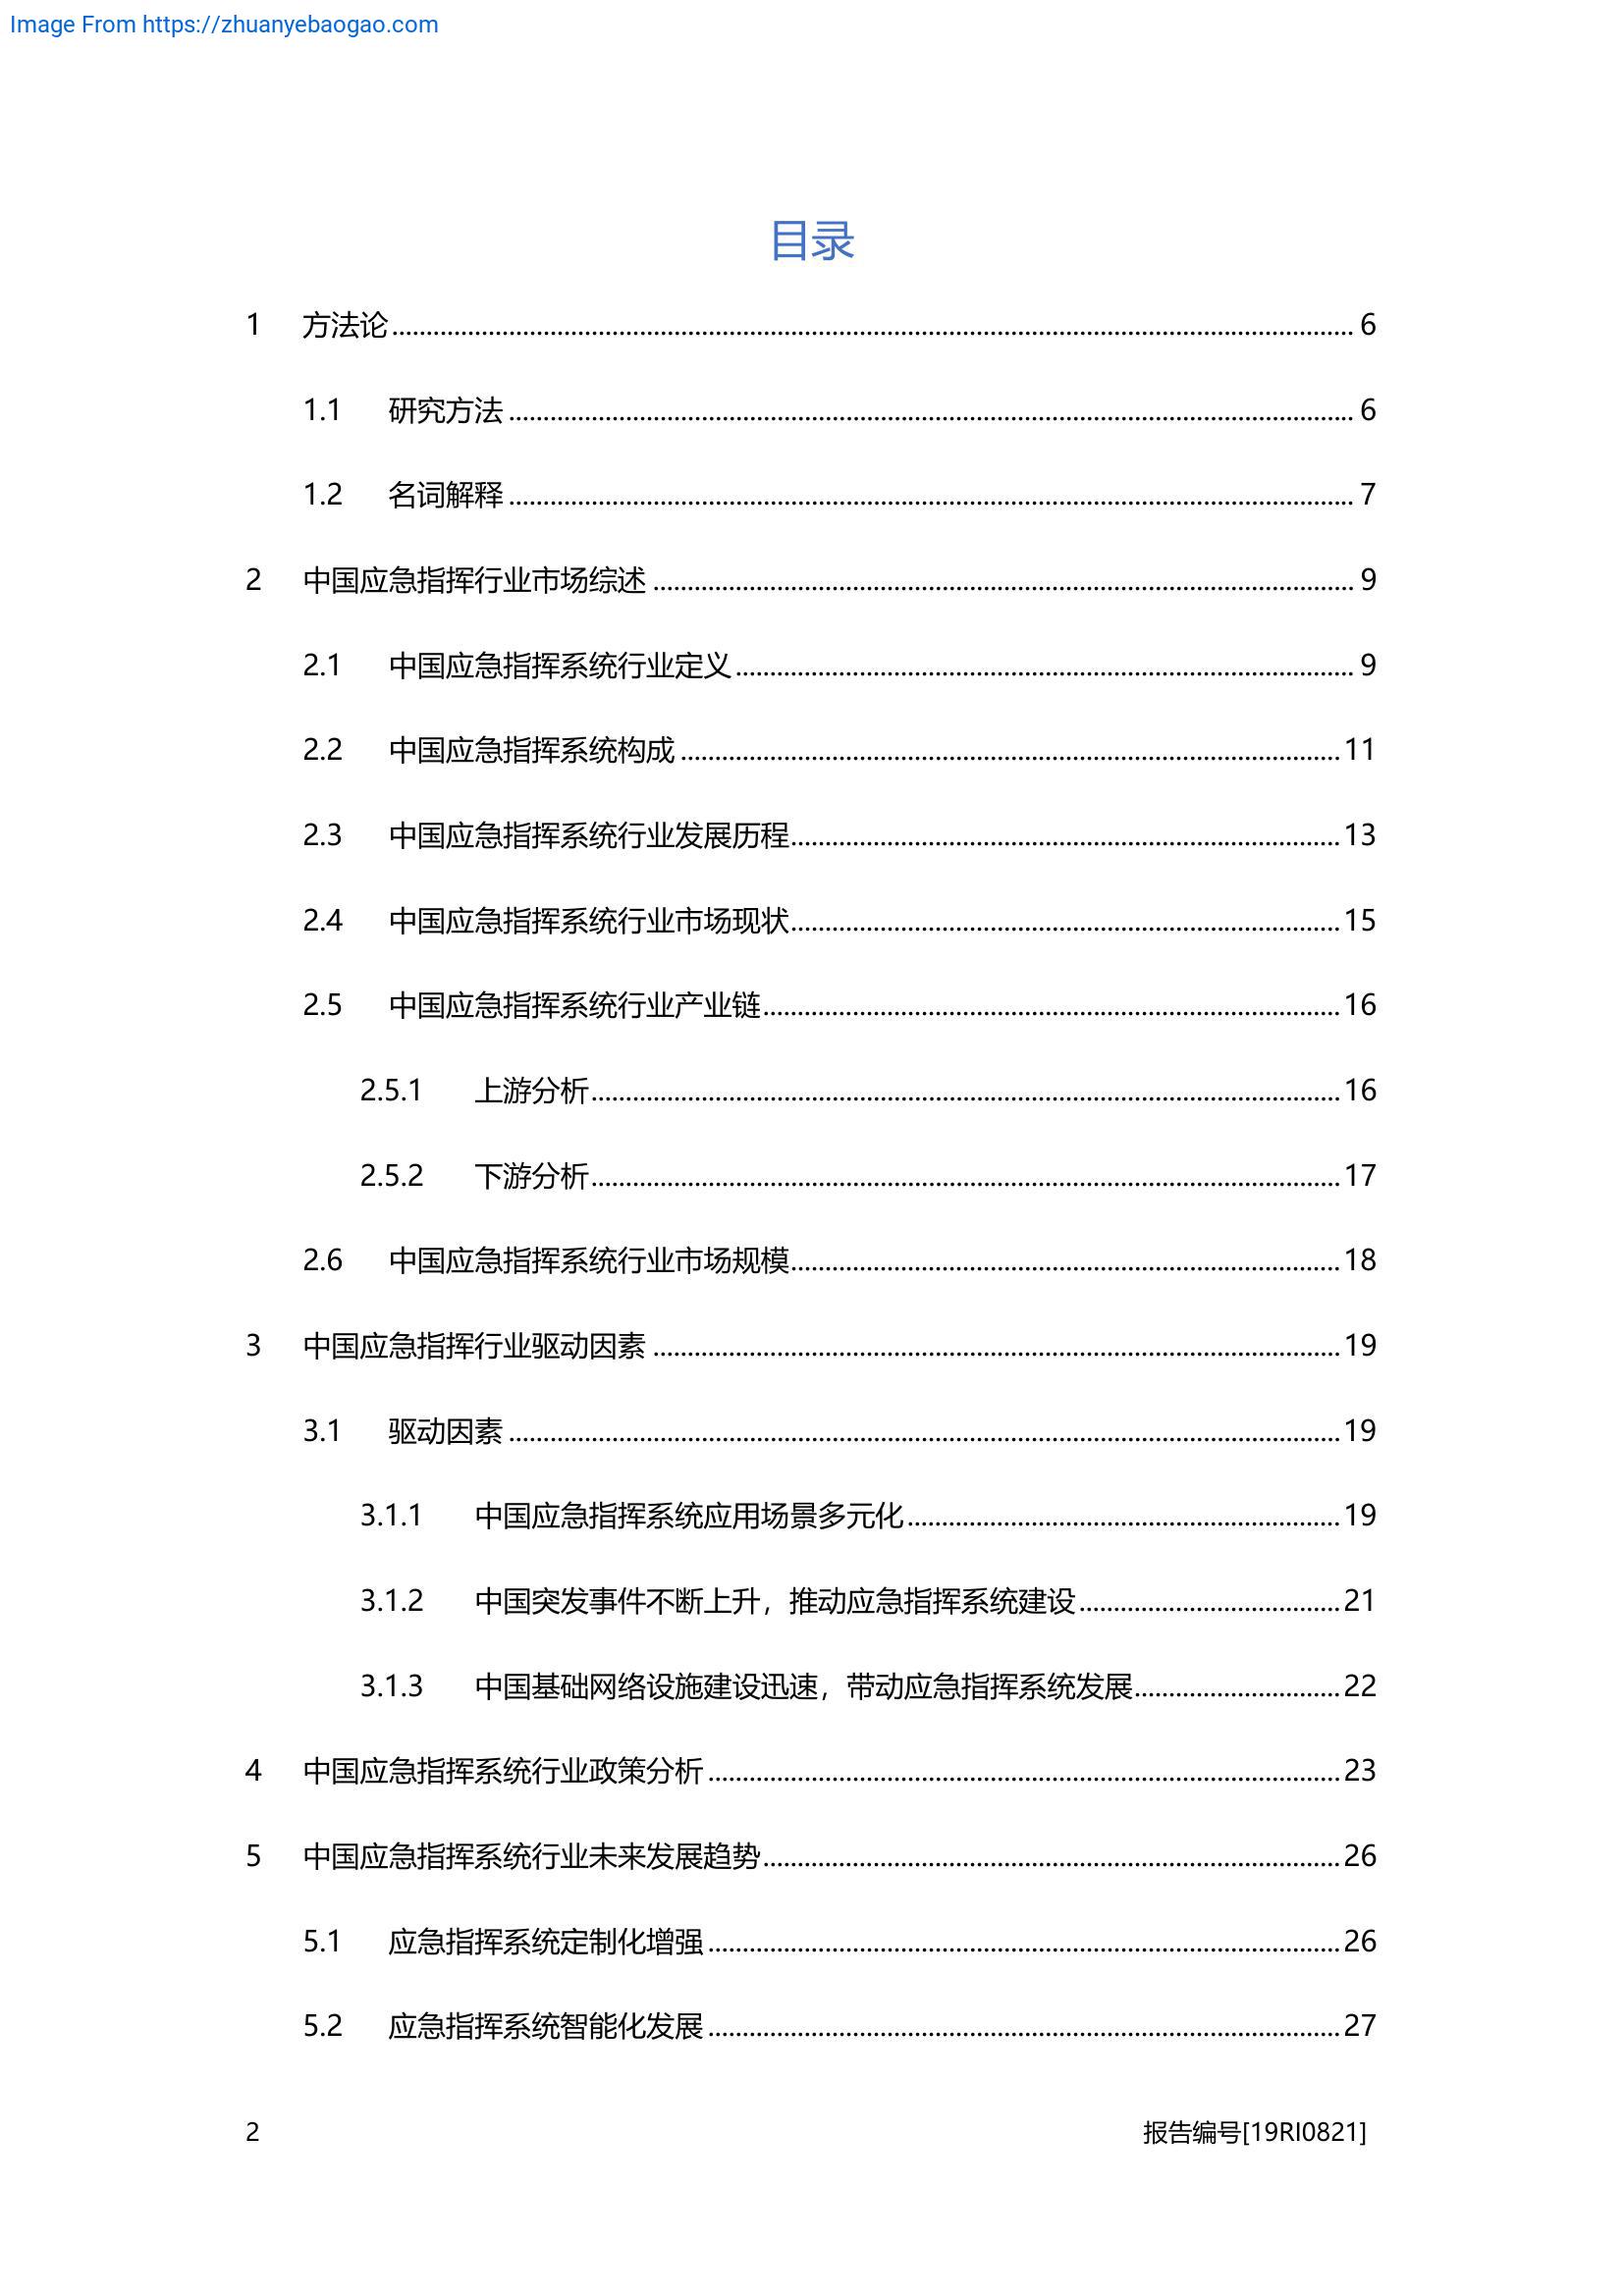 Image From https://zhuanyebaogao.com
目录
1 方法论 6
1.1 研究方法 6
1.2 名词解释 7
2 中国应急指挥行业市场综述 9
2.1 中国应急指挥系统行业定义 9
2.2 中国应急指挥系统构成 11
2.3 中国应急指挥系统行业发展历程 13
2.4 中国应急指挥系统行业市场现状 15
2.5 中国应急指挥系统行业产业链 16
2.5.1 上游分析 16
2.5.2 下游分析 17
2.6 中国应急指挥系统行业市场规模 18
3 中国应急指挥行业驱动因素 19
3.1 驱动因素 19
3.1.1 中国应急指挥系统应用场景多元化 19
3.1.2 中国突发事件不断上升，推动应急指挥系统建设 21
3.1.3 中国基础网络设施建设迅速，带动应急指挥系统发展 22
4 中国应急指挥系统行业政策分析 23
5 中国应急指挥系统行业未来发展趋势 26
5.1 应急指挥系统定制化增强 26
5.2 应急指挥系统智能化发展 27
2 报告编号[19RI0821]